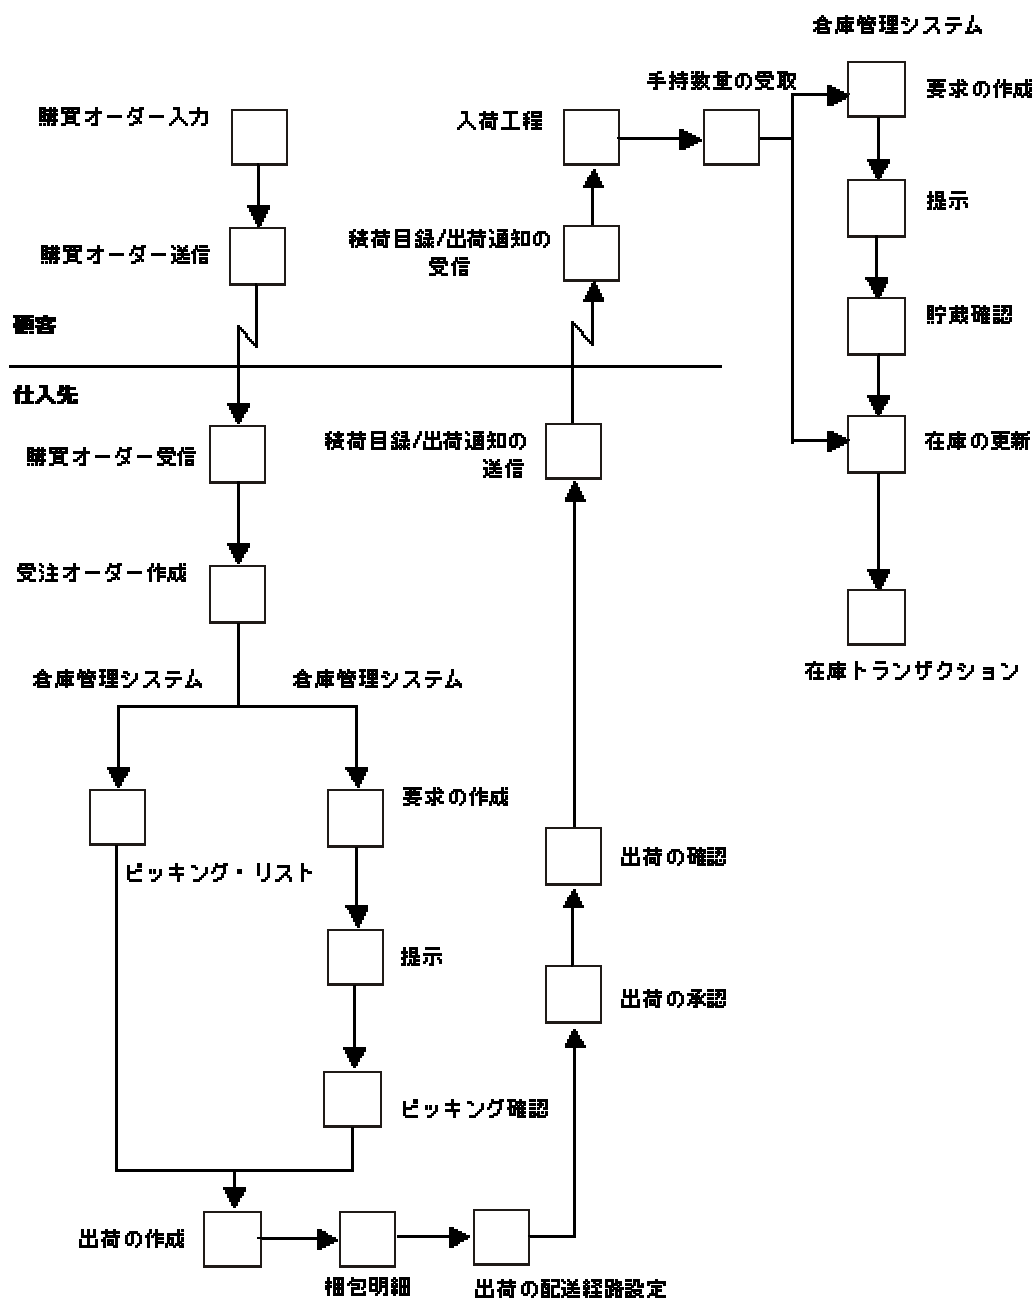 倉庫管理システム
購買オーダー入力
入荷工程
手持数量の受取
要求の作成
提示
購買オーダー送信
積荷目録/出荷通知の
受信
貯蔵確認
顧客
仕入先
購買オーダー受信
積荷目録/出荷通知の
送信
在庫の更新
受注オーダー作成
在庫トランザクション
倉庫管理システム
倉庫管理システム
要求の作成
ピッキング・リスト
出荷の確認
提示
出荷の承認
ピッキング確認
出荷の作成
梱包明細
出荷の配送経路設定